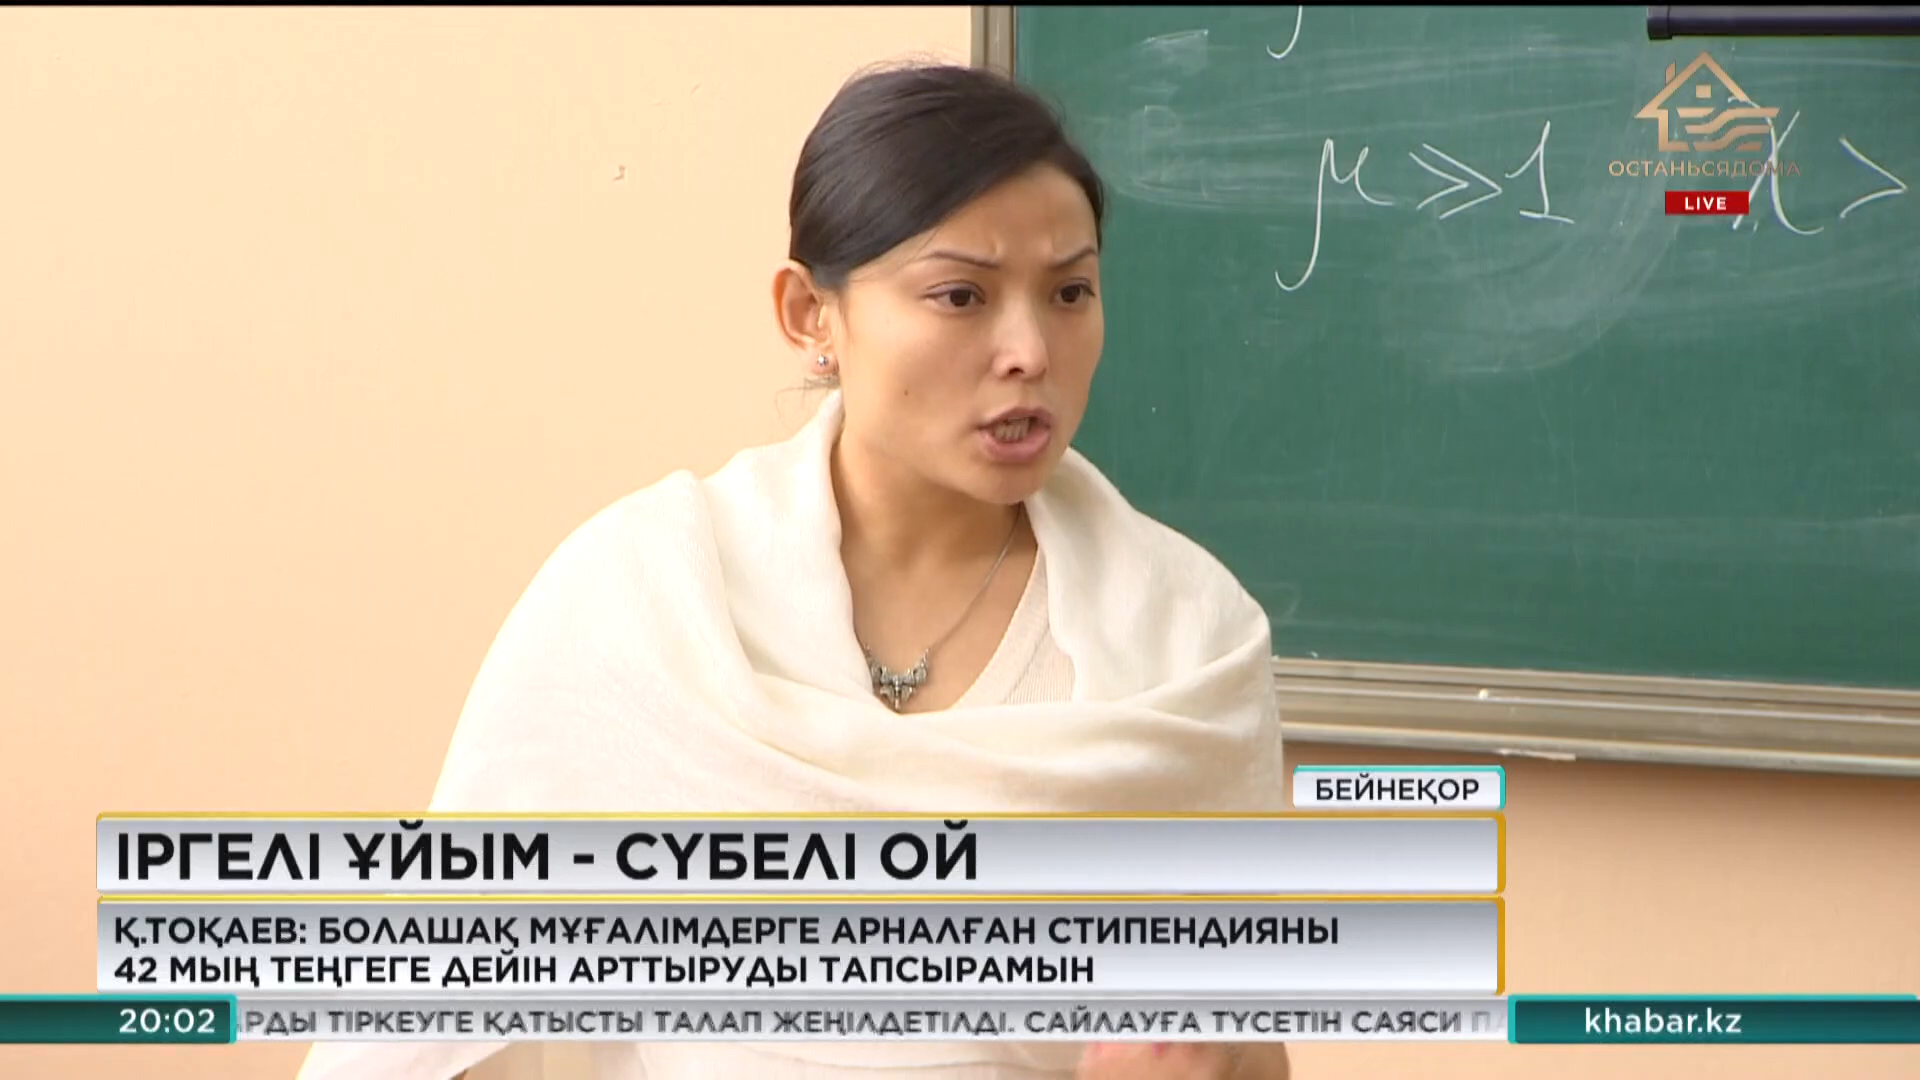 μ ≫ 1 χ >
ОСТАНЬСЯДОМА
LIVE
БЕЙНЕҚОР
ІРГЕЛІ ҰЙЫМ - СҮБЕЛІ ОЙ
Қ.ТОҚАЕВ: БОЛАШАҚ МҰҒАЛІМДЕРГЕ АРНАЛҒАН СТИПЕНДИЯНЫ
42 МЫҢ ТЕҢГЕГЕ ДЕЙІН АРТТЫРУДЫ ТАПСЫРАМЫН
20:02 РДЫ ТІРКЕУГЕ ҚАТЫСТЫ ТАЛАП ЖЕҢІЛДЕТІЛДІ. САЙЛАУҒА ТҮСЕТІН САЯСИ khabar.kz